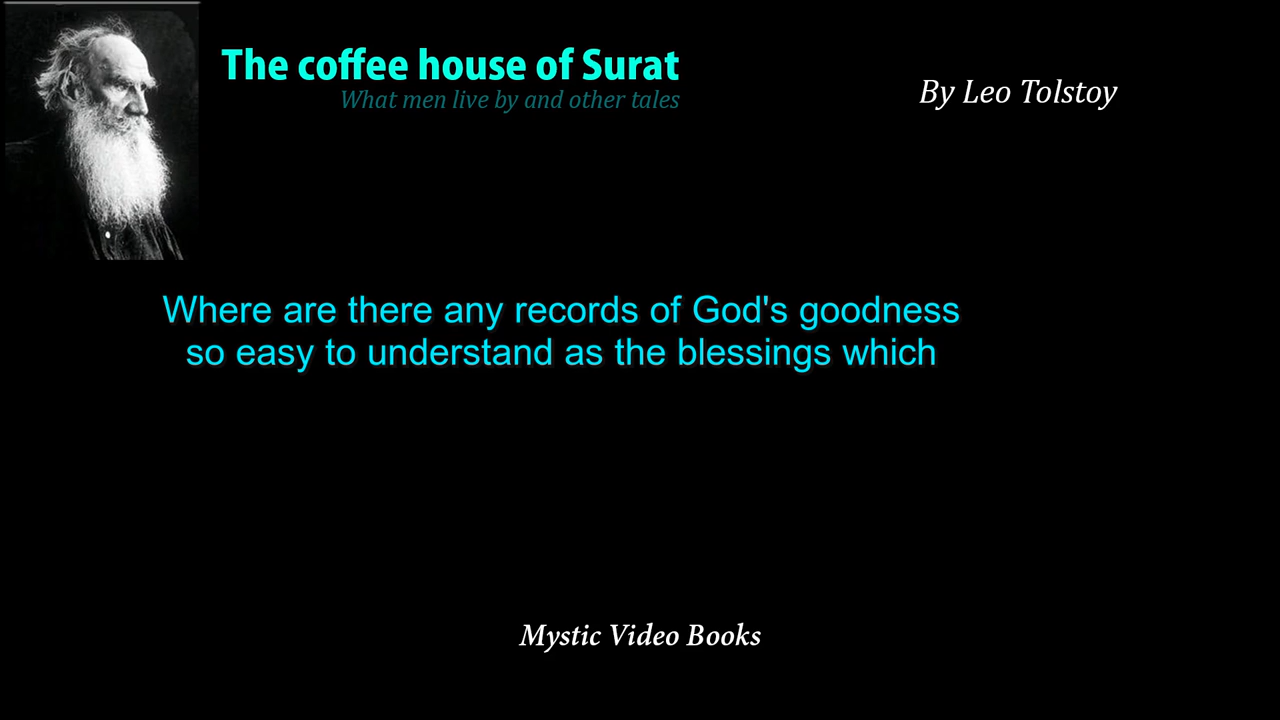 The coffee house of Surat
What men live by and other tales
By Leo Tolstoy
Where are there any records of God's goodness
so easy to understand as the blessings which
Mystic Video Books